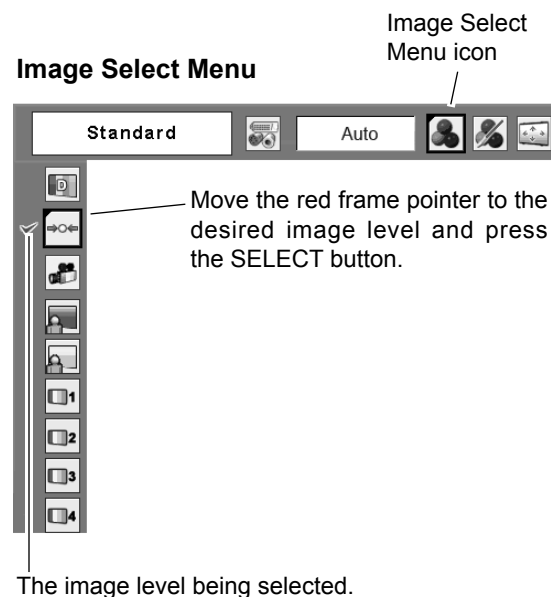 Image Select
Menu icon
Image Select Menu
Standard
Auto
D
Move the red frame pointer to the
desired image level and press
the SELECT button.
1
2
3
4
The image level being selected.